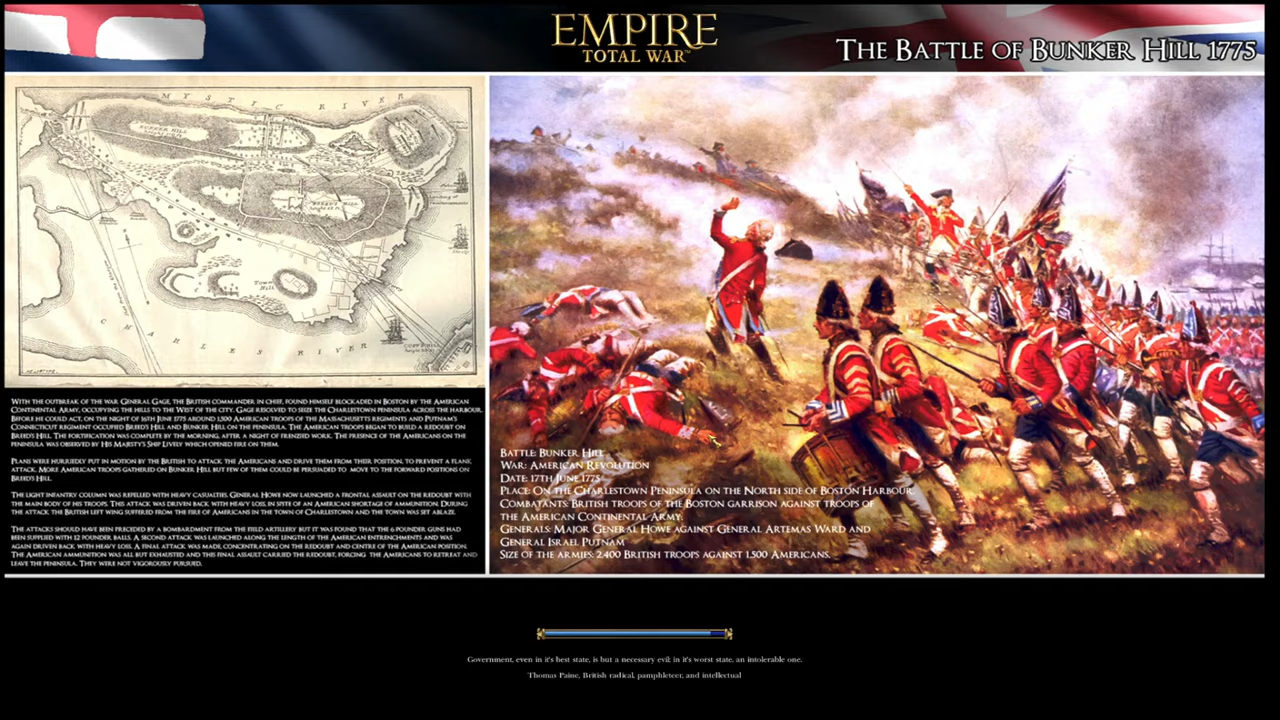 EMPIRE
TOTAL WAR™
THE BATTLE OF BUNKER HILL 1775
MYSTIC RIVER
BUNKER HILL
Town
Hill
CHARLES RIVER
WITH THE OUTBREAK OF THE WAR GENERAL GAGE, THE BRITISH COMMANDER IN CHIEF, FOUND HIMSELF BLOCKADED IN BOSTON BY THE AMERICAN
CONTINENTAL ARMY, OCCUPYING THE HILLS TO THE WEST OF THE CITY. GAGE RESOLVED TO SEIZE THE CHARLESTOWN PENINSULA ACROSS THE HARBOUR.
BEFORE HE COULD ACT, ON THE NIGHT OF 16TH JUNE 1775 AROUND 1,500 AMERICAN TROOPS OF THE MASSACHUSETTS REGIMENTS AND PUTNAM'S
CONNECTICUT REGIMENT OCCUPIED BREED'S HILL AND BUNKER HILL ON THE PENINSULA. THE AMERICAN TROOPS BEGAN TO BUILD A REDOUBT ON
BREED'S HILL. THE FORTIFICATION WAS COMPLETE BY THE MORNING, AFTER A NIGHT OF FRENZIED WORK. THE PRESENCE OF THE AMERICANS ON THE
PENINSULA WAS OBSERVED BY HIS MAJESTY'S SHIP LIVELY WHICH OPENED FIRE ON THEM.
PLANS WERE HURRIEDLY PUT IN MOTION BY THE BRITISH TO ATTACK THE AMERICANS AND DRIVE THEM FROM THEIR POSITION, TO PREVENT A FLANK
ATTACK. MORE AMERICAN TROOPS GATHERED ON BUNKER HILL BUT FEW OF THEM COULD BE PERSUADED TO MOVE TO THE FORWARD POSITIONS ON
BREED'S HILL.
THE LIGHT INFANTRY COLUMN WAS REPELLED WITH HEAVY CASUALTIES. GENERAL HOWE NOW LAUNCHED A FRONTAL ASSAULT ON THE REDOUBT WITH
THE MAIN BODY OF HIS TROOPS. THIS ATTACK WAS DRIVEN BACK WITH HEAVY LOSS, IN SPITE OF AN AMERICAN SHORTAGE OF AMMUNITION. DURING
THE ATTACK THE BRITISH LEFT WING SUFFERED FROM THE FIRE OF AMERICANS IN THE TOWN OF CHARLESTOWN AND THE TOWN WAS SET ABLAZE.
THE ATTACKS SHOULD HAVE BEEN PRECEDED BY A BOMBARDMENT FROM THE FIELD ARTILLERY BUT IT WAS FOUND THAT THE 6 POUNDER GUNS HAD
BEEN SUPPLIED WITH 12 POUNDER BALLS. A SECOND ATTACK WAS LAUNCHED ALONG THE LENGTH OF THE AMERICAN ENTRENCHMENTS AND WAS
AGAIN DRIVEN BACK WITH HEAVY LOSS. A FINAL ATTACK WAS MADE, CONCENTRATING ON THE REDOUBT AND CENTRE OF THE AMERICAN POSITION.
THE AMERICAN AMMUNITION WAS ALL BUT EXHAUSTED AND THIS FINAL ASSAULT CARRIED THE REDOUBT, FORCING THE AMERICANS TO RETREAT AND
LEAVE THE PENINSULA. THEY WERE NOT VIGOROUSLY PURSUED.
BATTLE: BUNKER HILL
WAR: AMERICAN REVOLUTION
DATE: 17TH JUNE 1775
PLACE: ON THE CHARLESTOWN PENINSULA ON THE NORTH SIDE OF BOSTON HARBOUR.
COMBATANTS: BRITISH TROOPS OF THE BOSTON GARRISON AGAINST TROOPS OF
THE AMERICAN CONTINENTAL ARMY.
GENERALS: MAJOR GENERAL HOWE AGAINST GENERAL ARTEMAS WARD AND
GENERAL ISRAEL PUTNAM
SIZE OF THE ARMIES: 2,400 BRITISH TROOPS AGAINST 1,500 AMERICANS.
Government, even in it's best state, is but a necessary evil; in it's worst state, an intolerable one.
Thomas Paine, British radical, pamphleteer, and intellectual